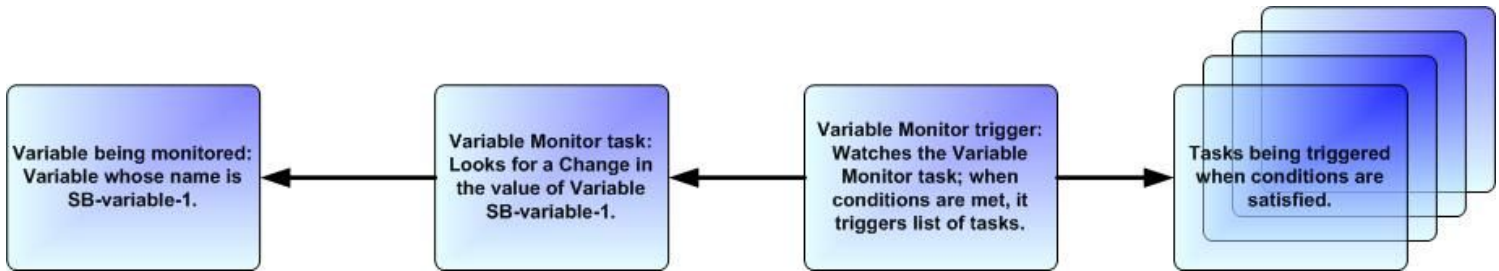 Variable being monitored:
Variable whose name is
SB-variable-1.
Variable Monitor task:
Looks for a Change in
the value of Variable
SB-variable-1.
Variable Monitor trigger:
Watches the Variable
Monitor task; when
conditions are met, it
triggers list of tasks.
Tasks being triggered
when conditions are
satisfied.